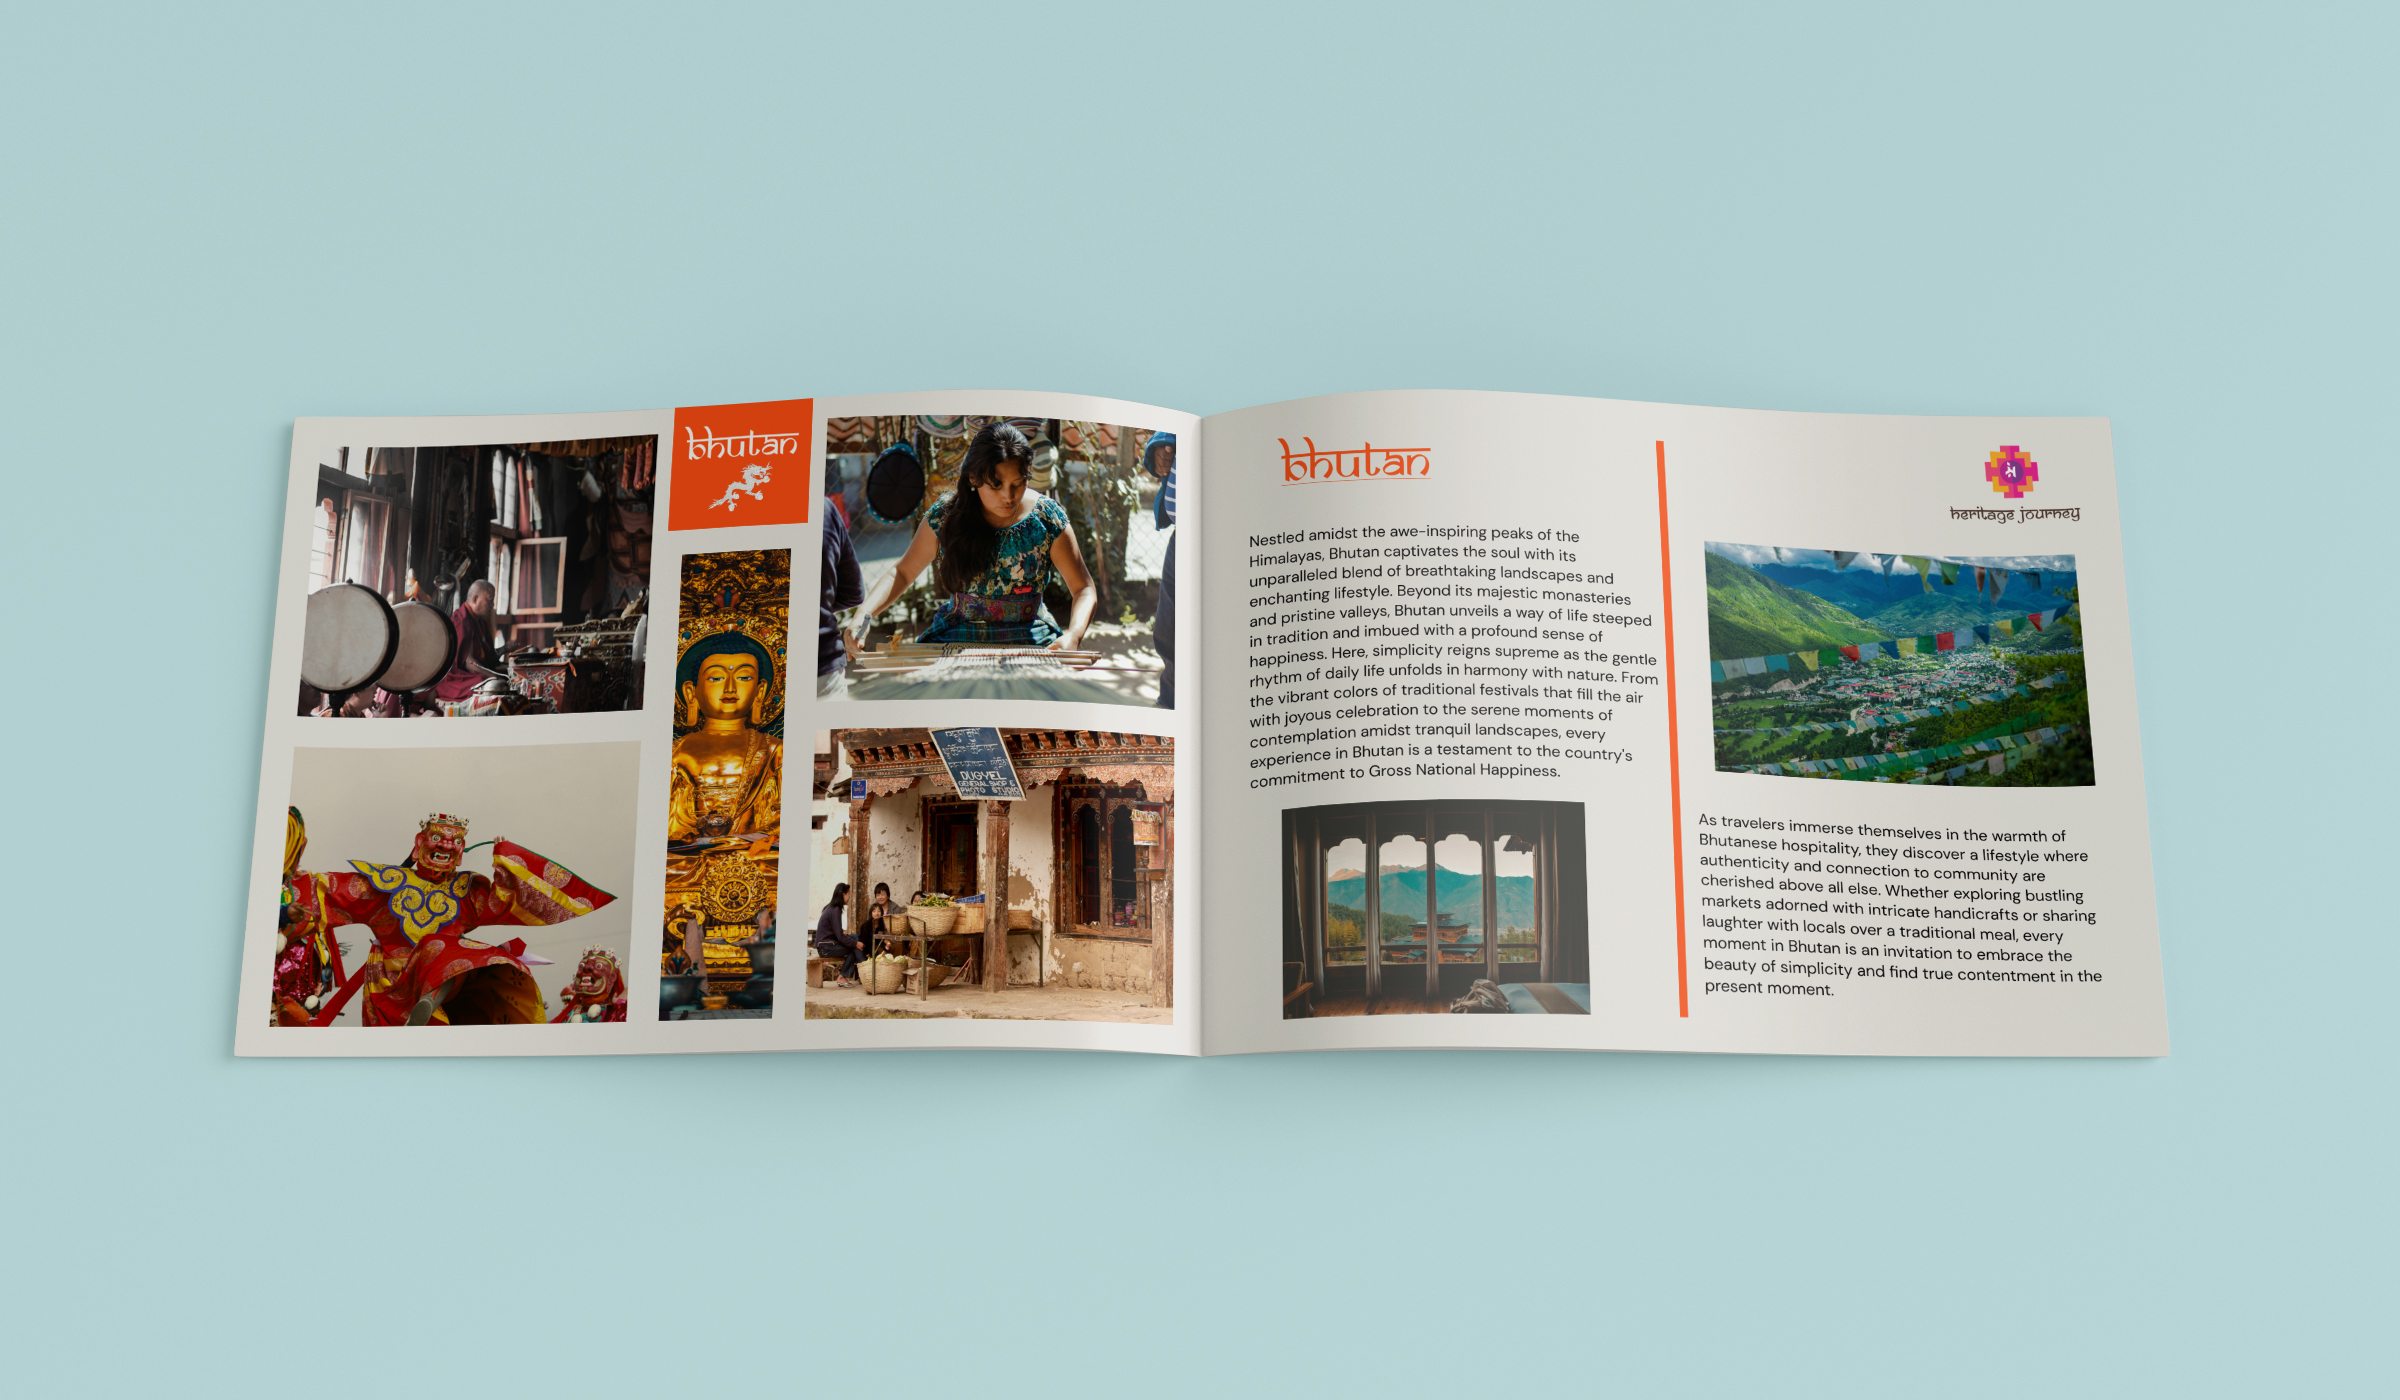 bhutan
DUGYEL
GENERAL SHOP &
PHOTO STUDIO
bhutan
Nestled amidst the awe-inspiring peaks of the
Himalayas, Bhutan captivates the soul with its
unparalleled blend of breathtaking landscapes and
enchanting lifestyle. Beyond its majestic monasteries
and pristine valleys, Bhutan unveils a way of life steeped
in tradition and imbued with a profound sense of
happiness. Here, simplicity reigns supreme as the gentle
rhythm of daily life unfolds in harmony with nature. From
the vibrant colors of traditional festivals that fill the air
with joyous celebration to the serene moments of
contemplation amidst tranquil landscapes, every
experience in Bhutan is a testament to the country's
commitment to Gross National Happiness.
heritage journey
As travelers immerse themselves in the warmth of
Bhutanese hospitality, they discover a lifestyle where
authenticity and connection to community are
cherished above all else. Whether exploring bustling
markets adorned with intricate handicrafts or sharing
laughter with locals over a traditional meal, every
moment in Bhutan is an invitation to embrace the
beauty of simplicity and find true contentment in the
present moment.